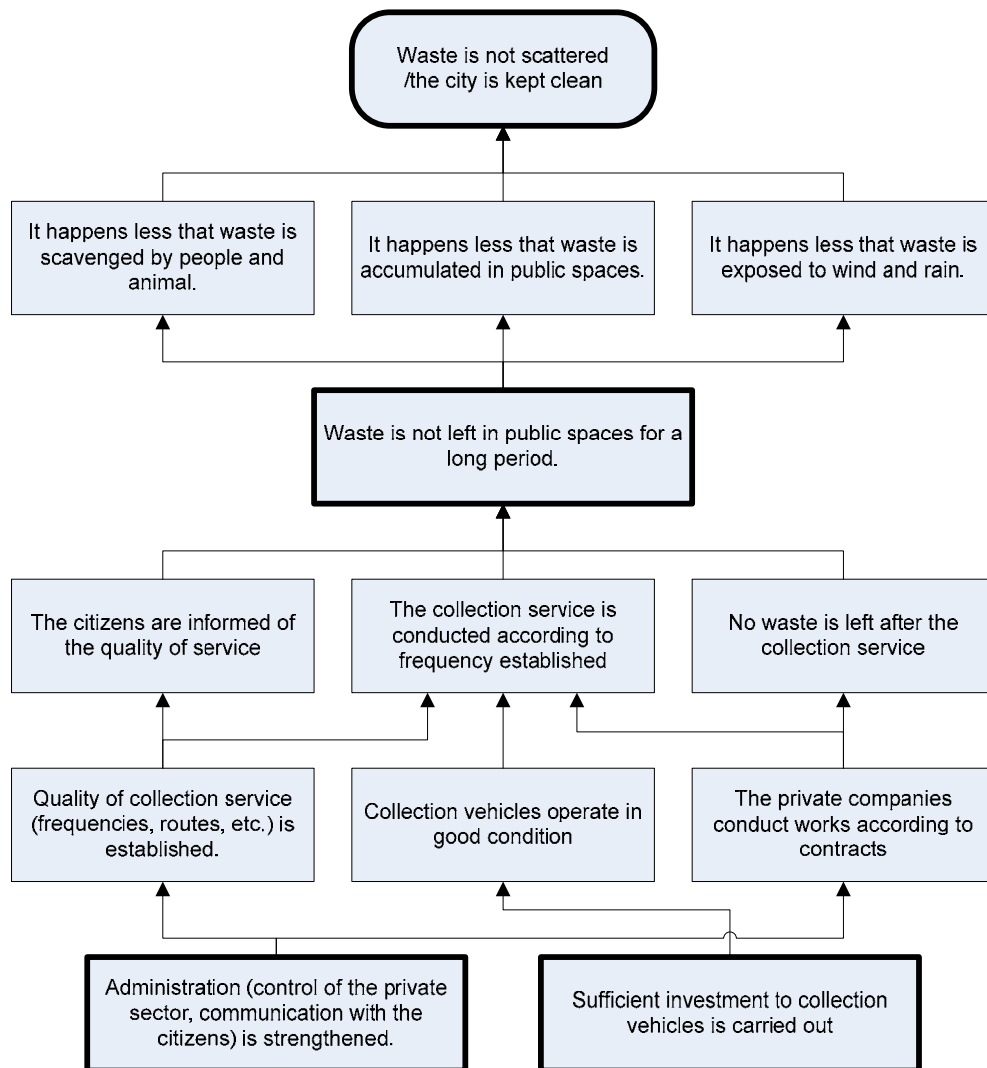 Waste is not scattered
/the city is kept clean
It happens less that waste is
scavenged by people and
animal.
It happens less that waste is
accumulated in public spaces.
It happens less that waste is
exposed to wind and rain.
Waste is not left in public spaces for a
long period.
The citizens are informed of
the quality of service
The collection service is
conducted according to
frequency established
No waste is left after the
collection service
Quality of collection service
(frequencies, routes, etc.) is
established.
Collection vehicles operate in
good condition
The private companies
conduct works according to
contracts
Administration (control of the private
sector, communication with the
citizens) is strengthened.
Sufficient investment to collection
vehicles is carried out